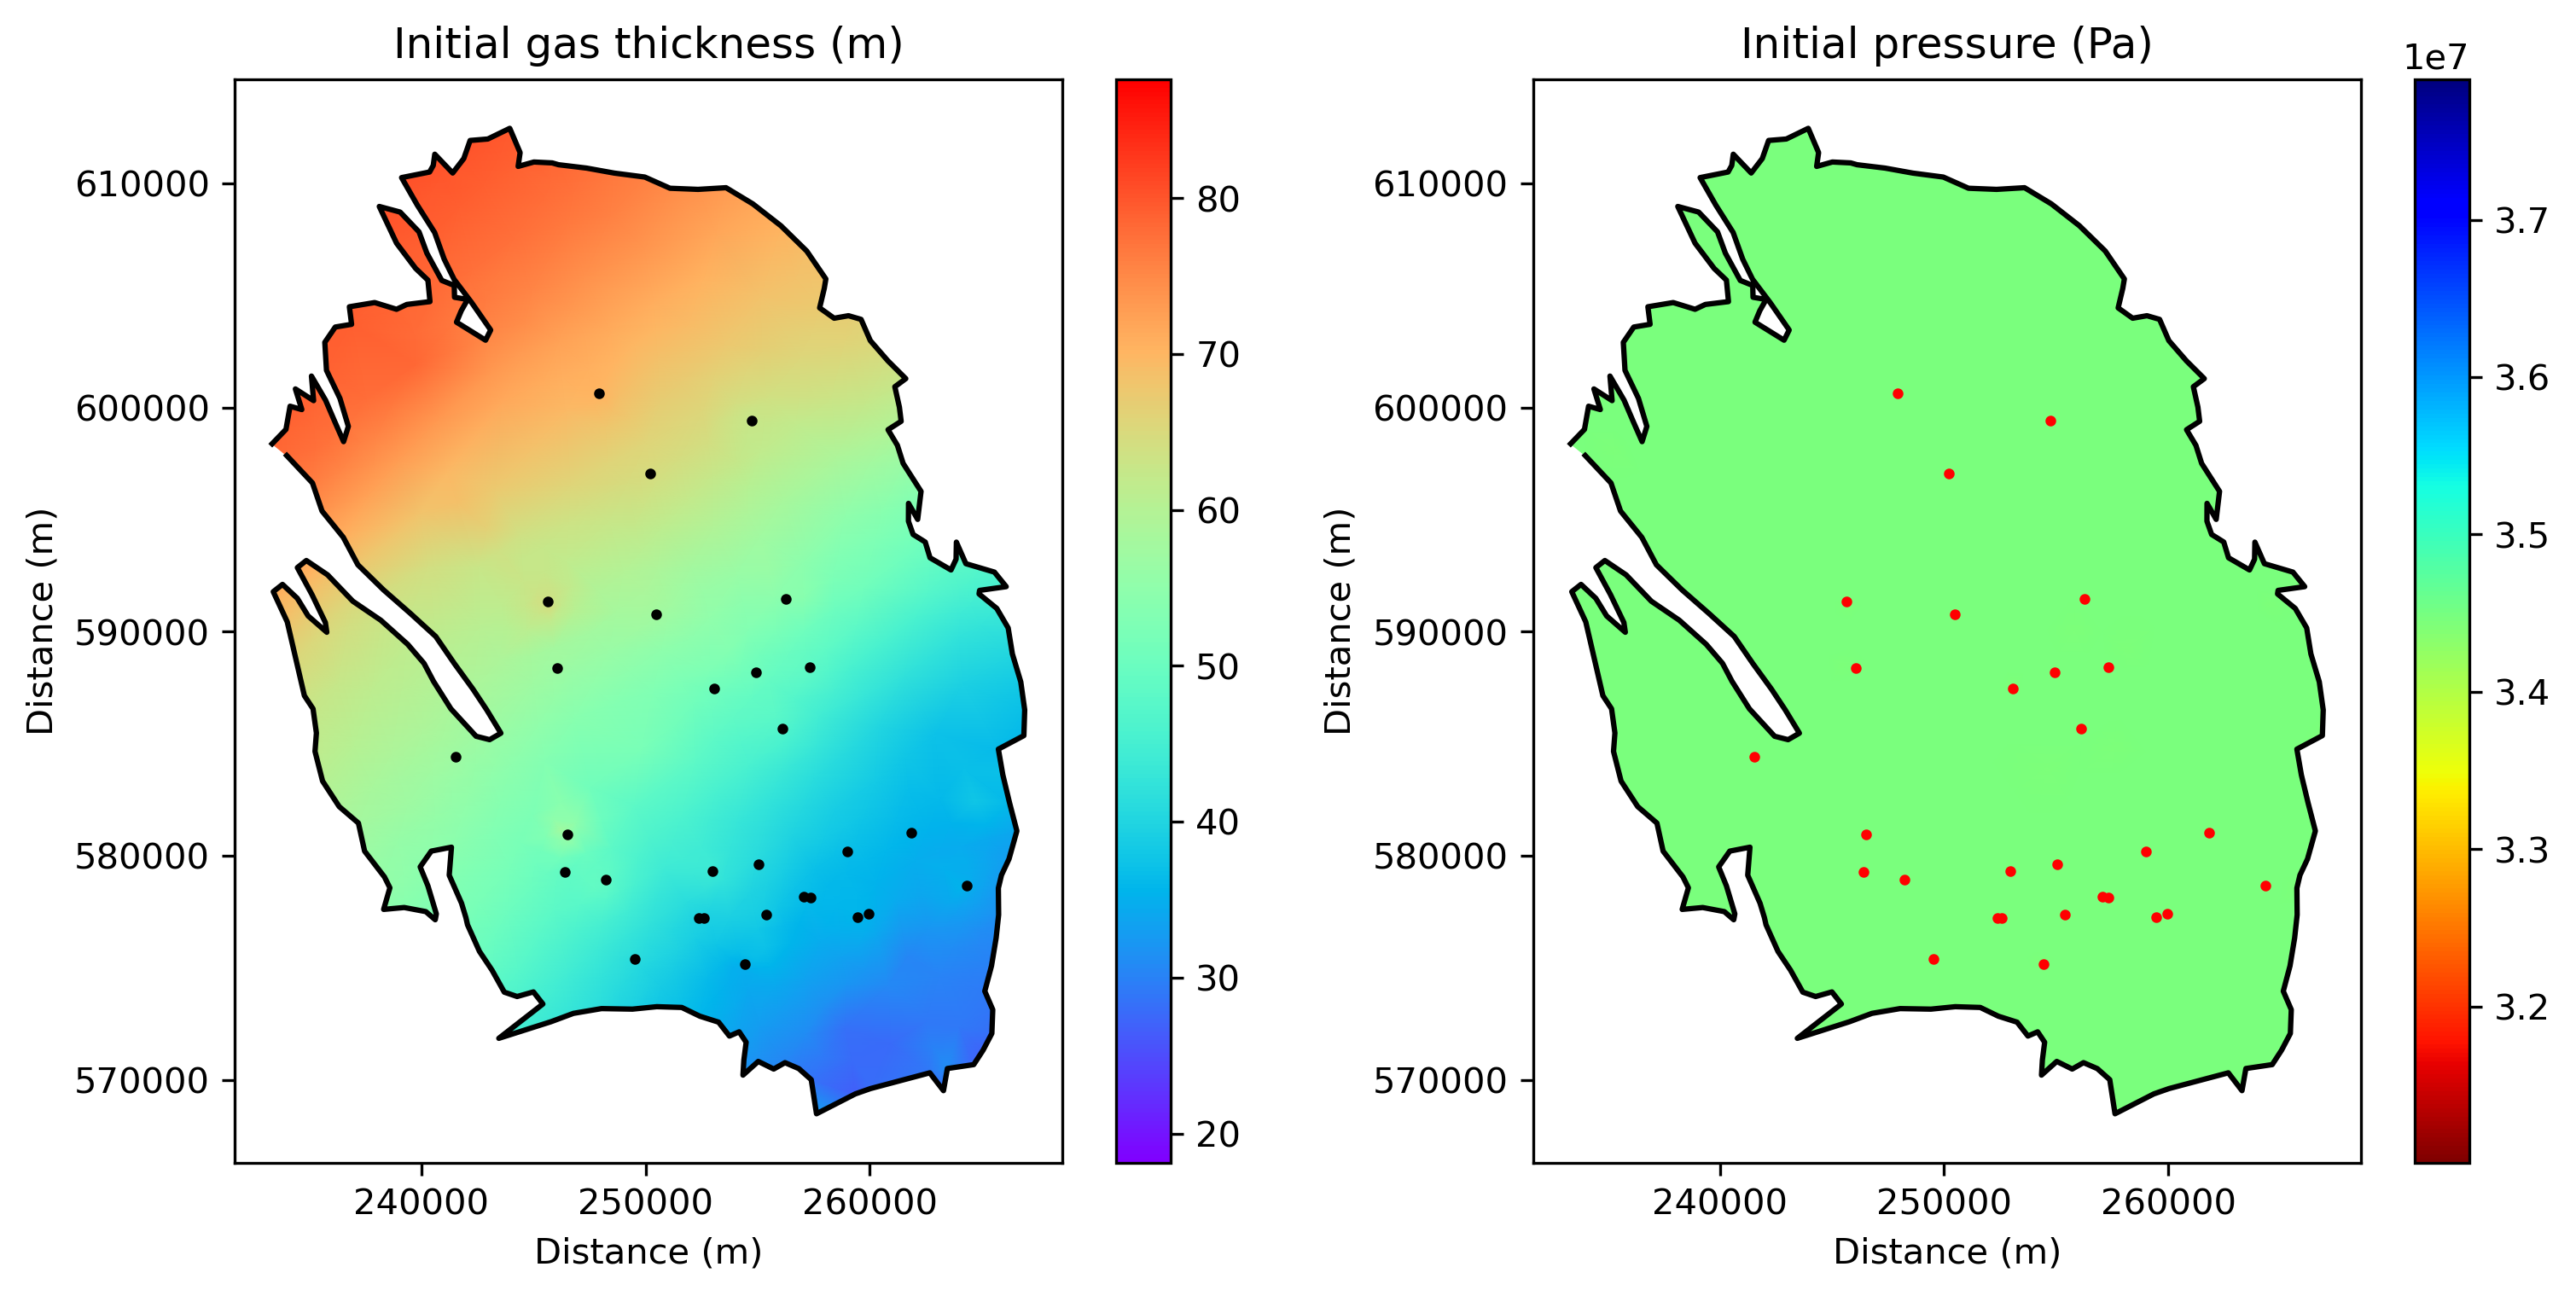 Initial gas thickness (m)
610000
600000
590000
580000
570000
Distance (m)
240000 250000 260000
Distance (m)
80
70
60
50
40
30
20
Initial pressure (Pa)
610000
600000
590000
580000
570000
Distance (m)
240000 250000 260000
Distance (m)
1e7
3.7
3.6
3.5
3.4
3.3
3.2